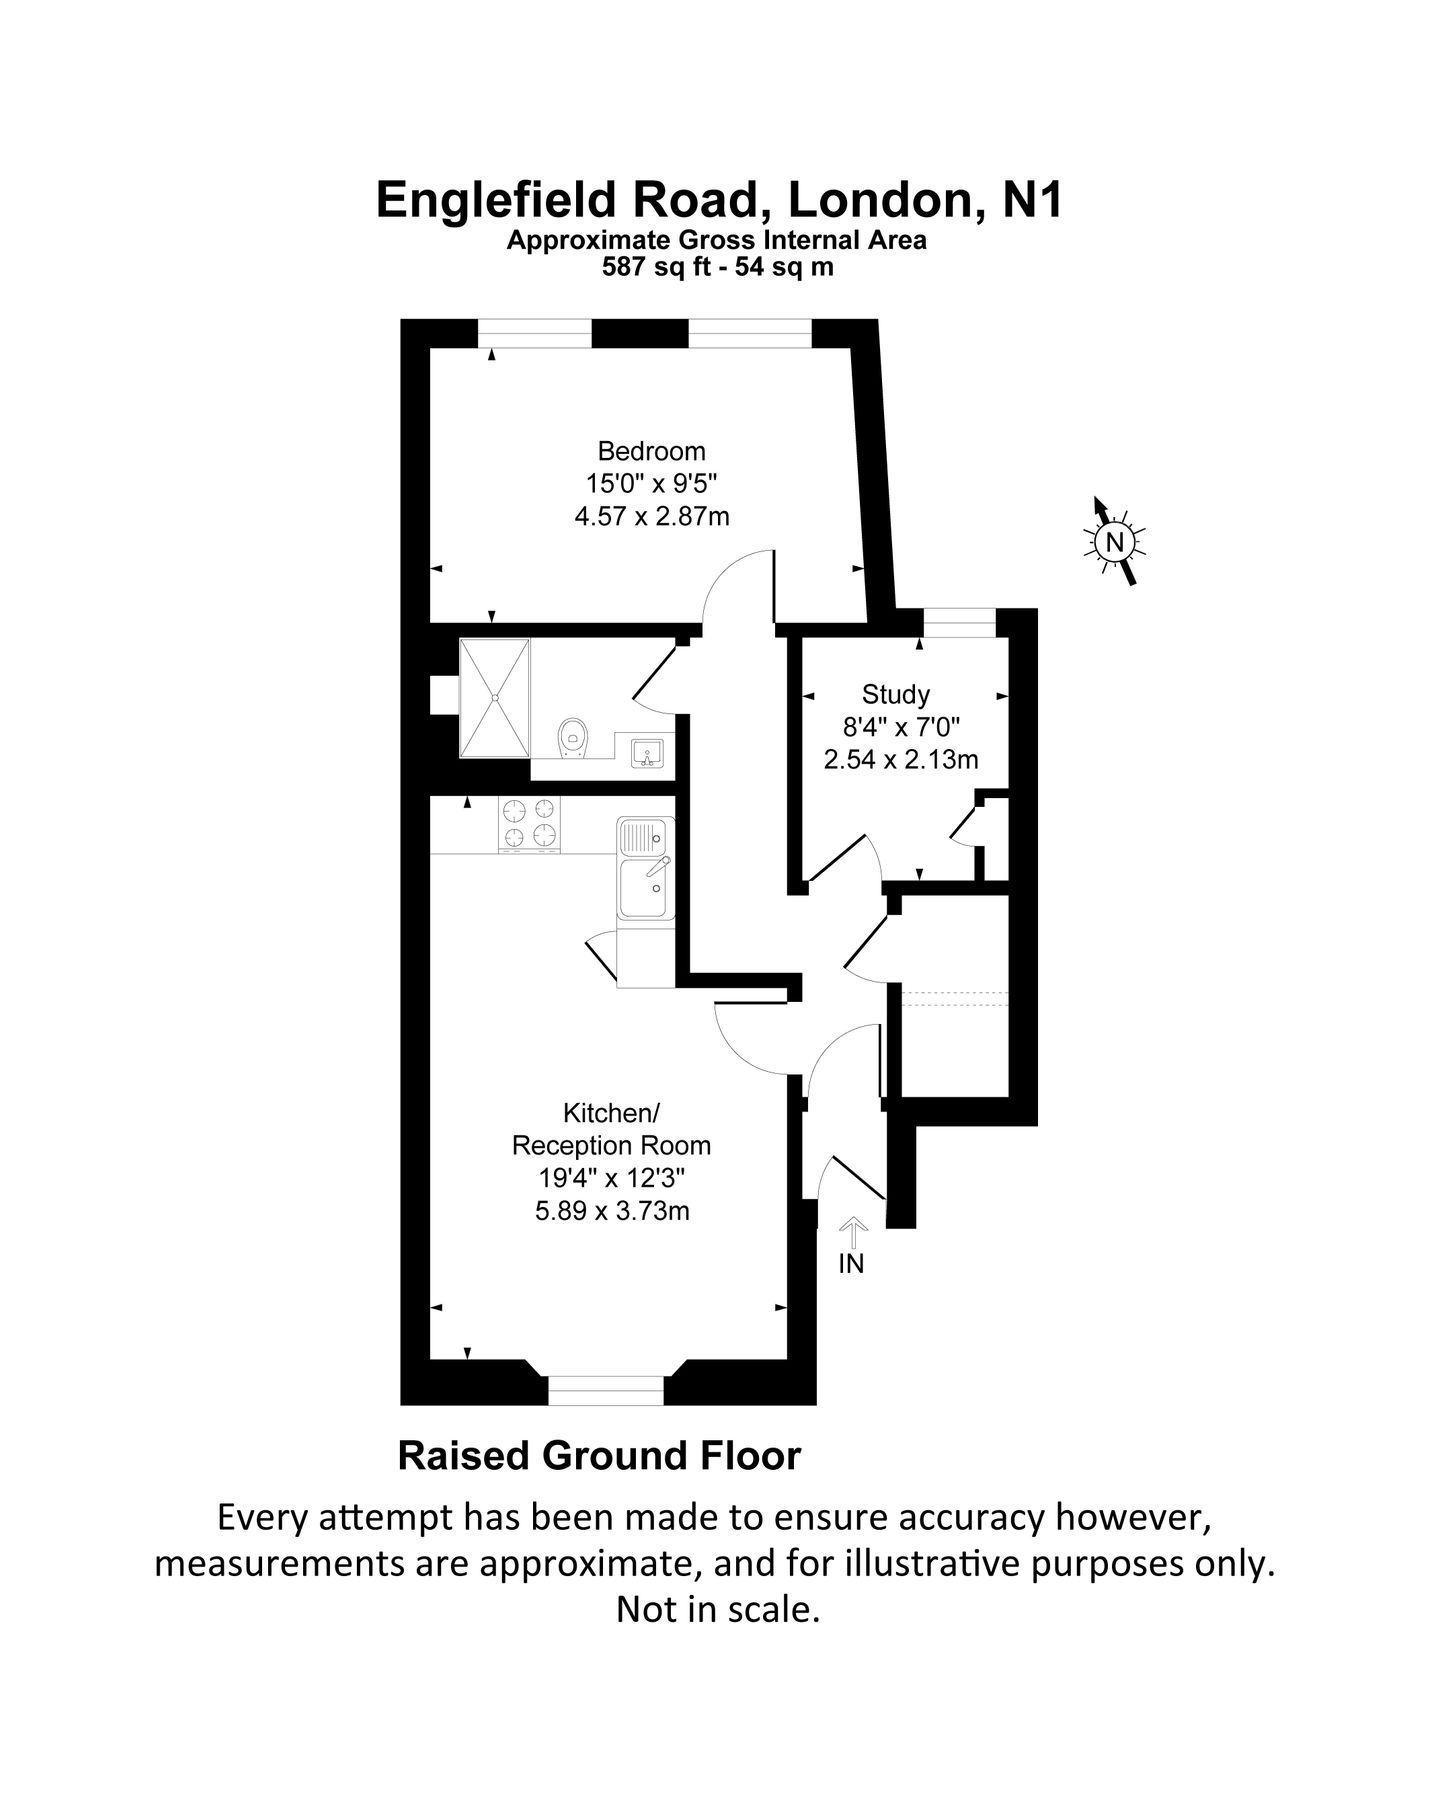 Englefield Road, London, N1
Approximate Gross Internal Area
587 sq ft - 54 sq m
Bedroom
15'0" x 9'5"
4.57 x 2.87m
N
Study
8'4" x 7'0"
2.54 x 2.13m
Kitchen/
Reception Room
19'4" x 12'3"
5.89 x 3.73m
IN
Raised Ground Floor
Every attempt has been made to ensure accuracy however,
measurements are approximate, and for illustrative purposes only.
Not in scale.